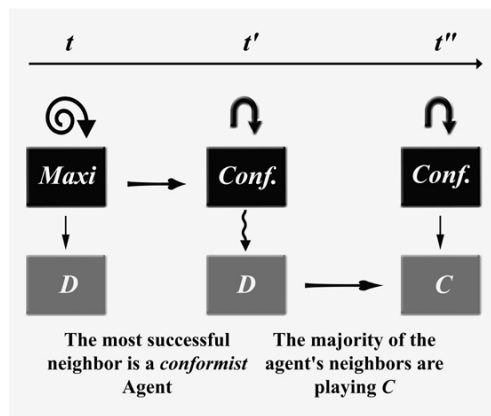 t t' t"
Maxi Conf. Conf.
D D C
The most successful
neighbor is a conformist
Agent
The majority of the
agent's neighbors are
playing C